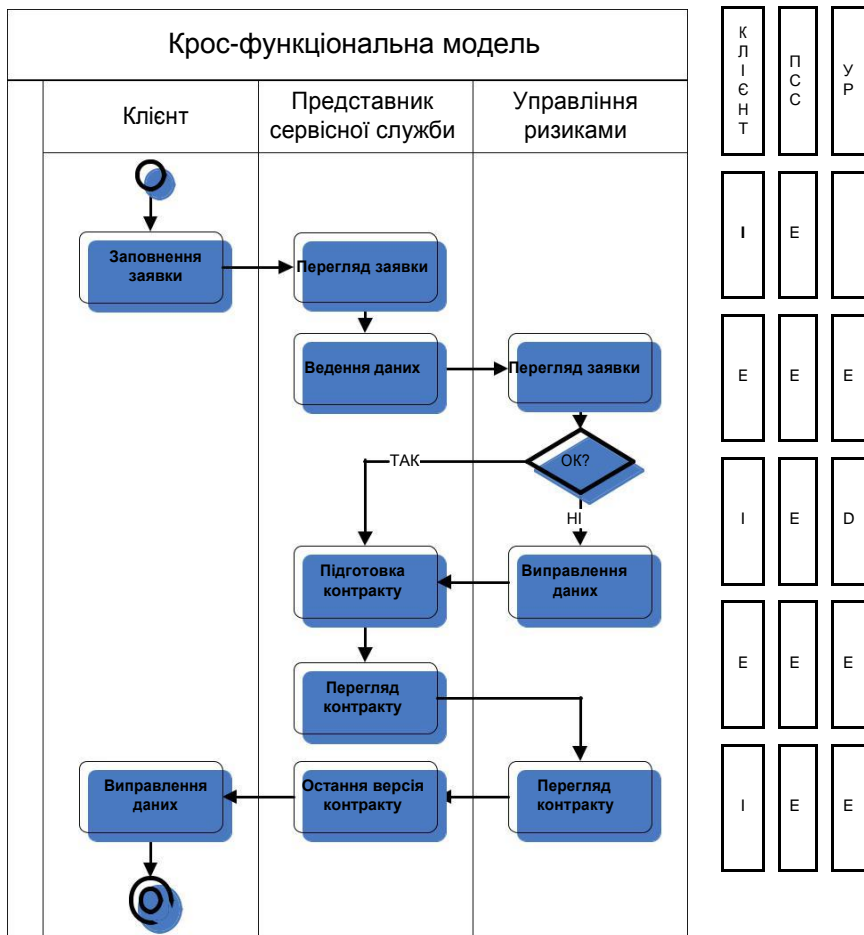 Крос-функціональна модель
Клієнт
Представник
сервісної служби
Управління
ризиками
Заповнення
заявки
Перегляд заявки
Ведення даних
Перегляд заявки
ОК?
ТАК
НІ
Підготовка
контракту
Виправлення
даних
Перегляд
контракту
Виправлення
даних
Остання версія
контракту
Перегляд
контракту
К
Л
І
Є
Н
Т
П
С
С
У
Р
I
E
E
E
E
I
E
D
E
E
E
I
E
E